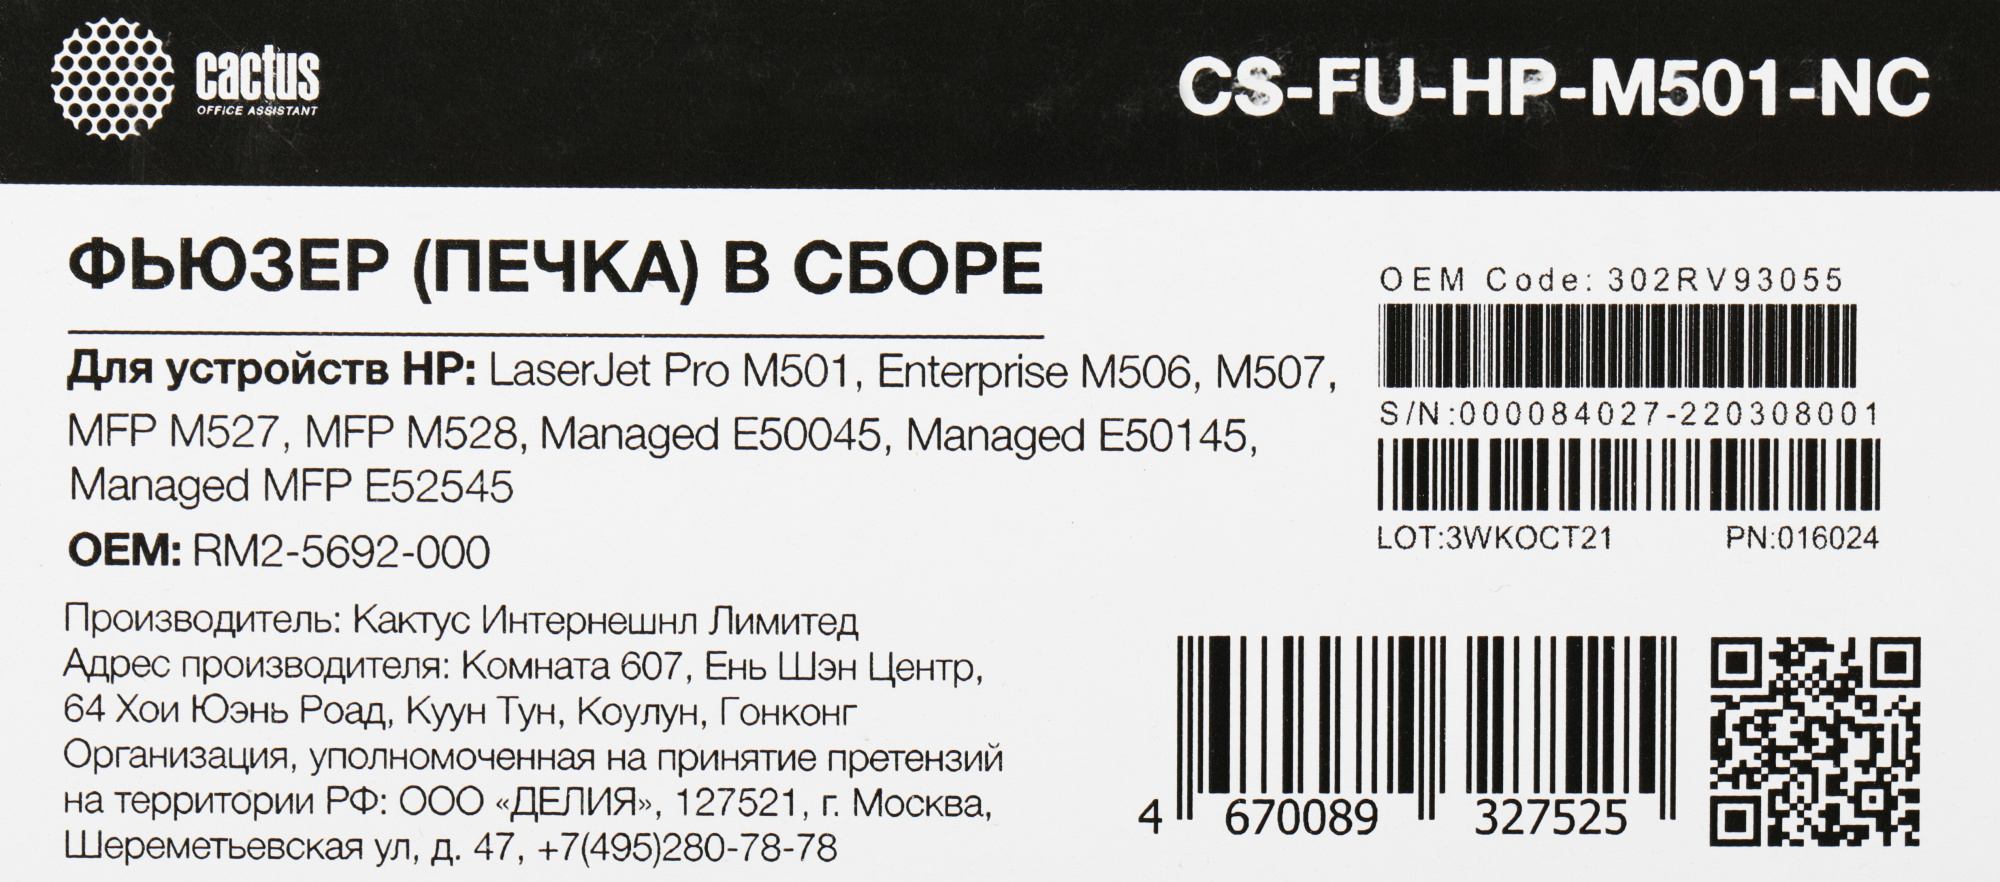 cactus
OFFICE ASSISTANT
CS-FU-HP-M501-NC
ФЬЮЗЕР (ПЕЧКА) В СБОРЕ
Для устройств HP: LaserJet Pro M501, Enterprise M506, M507,
MFP M527, MFP M528, Managed E50045, Managed E50145,
Managed MFP E52545
OEM: RM2-5692-000
OEM Code: 302RV93055
S/N:000084027-220308001
LOT:3WKOCT21 PN:016024
Производитель: Кактус Интернешнл Лимитед
Адрес производителя: Комната 607, Ень Шэн Центр,
64 Хои Юэнь Роад, Куун Тун, Коулун, Гонконг
Организация, уполномоченная на принятие претензий
на территории РФ: ООО «ДЕЛИЯ», 127521, г. Москва,
Шереметьевская ул, д. 47, +7(495)280-78-78
4 670089 327525